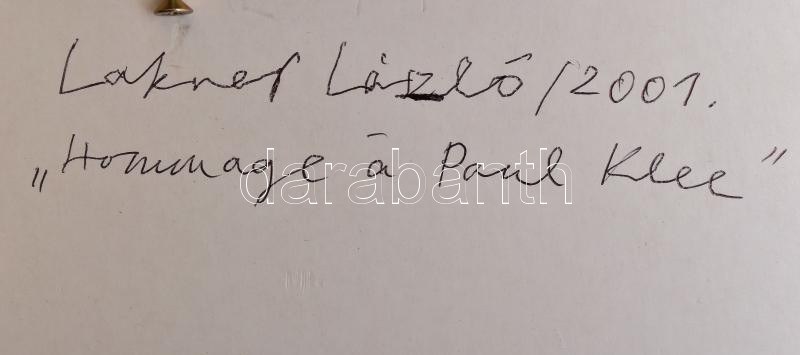 Lakner László/2001.
„Hommage á Paul Klee”
darabanth